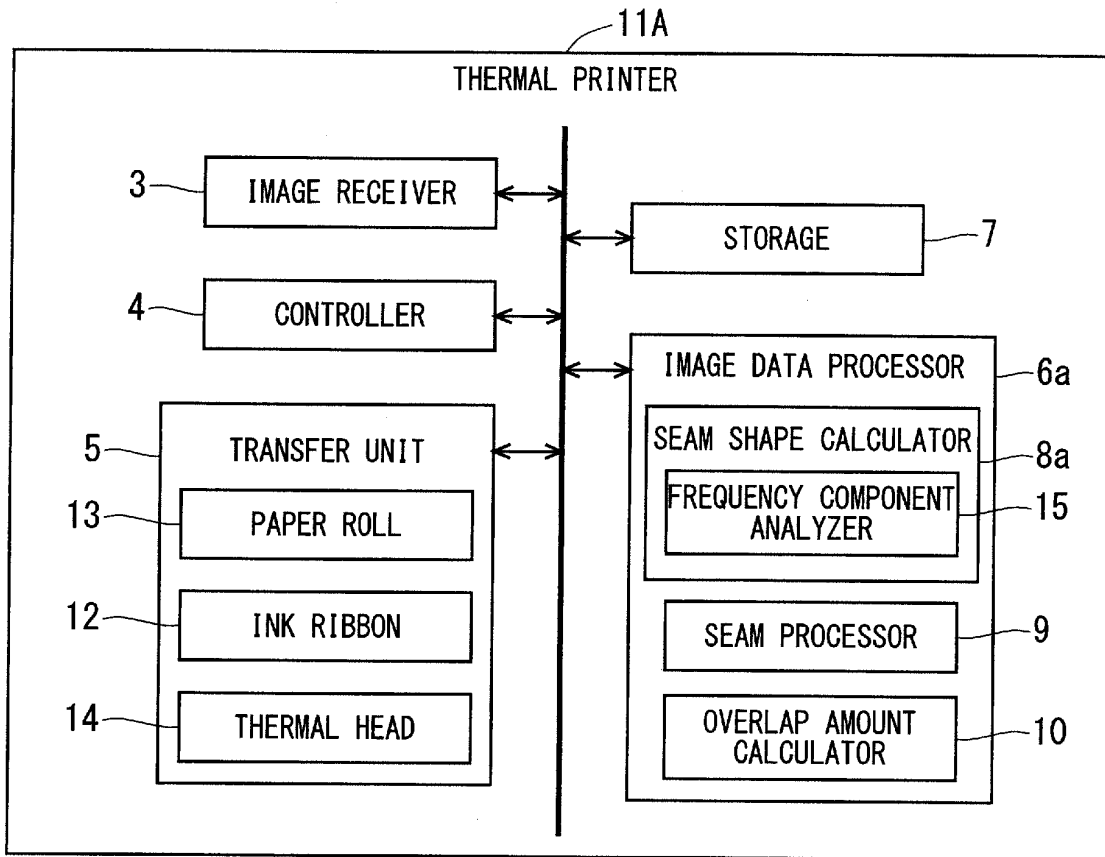 11A
THERMAL PRINTER
3
IMAGE RECEIVER
STORAGE
7
4
CONTROLLER
IMAGE DATA PROCESSOR
6a
5
TRANSFER UNIT
SEAM SHAPE CALCULATOR
8a
13
PAPER ROLL
FREQUENCY COMPONENT
ANALYZER
15
12
INK RIBBON
SEAM PROCESSOR
9
14
THERMAL HEAD
OVERLAP AMOUNT
CALCULATOR
10